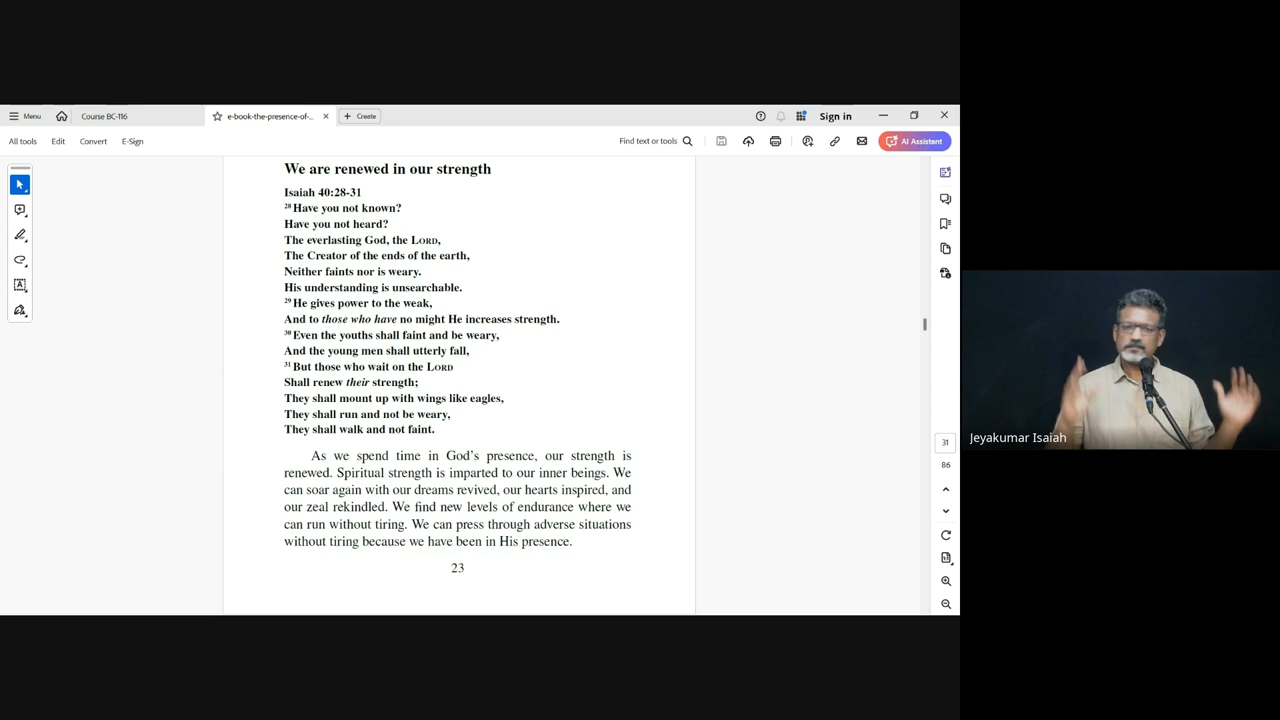 Menu
Course BC-116
e-book-the-presence-of-...
Create
Sign in
All tools
Edit
Convert
E-Sign
Find text or tools
AI Assistant
We are renewed in our strength
Isaiah 40:28-31
28 Have you not known?
Have you not heard?
The everlasting God, the LORD,
The Creator of the ends of the earth,
Neither faints nor is weary.
His understanding is unsearchable.
29 He gives power to the weak,
And to those who have no might He increases strength.
30 Even the youths shall faint and be weary,
And the young men shall utterly fall,
31 But those who wait on the LORD
Shall renew their strength;
They shall mount up with wings like eagles,
They shall run and not be weary,
They shall walk and not faint.
As we spend time in God's presence, our strength is
renewed. Spiritual strength is imparted to our inner beings. We
can soar again with our dreams revived, our hearts inspired, and
our zeal rekindled. We find new levels of endurance where we
can run without tiring. We can press through adverse situations
without tiring because we have been in His presence.
23
31
86
Jeyakumar Isaiah